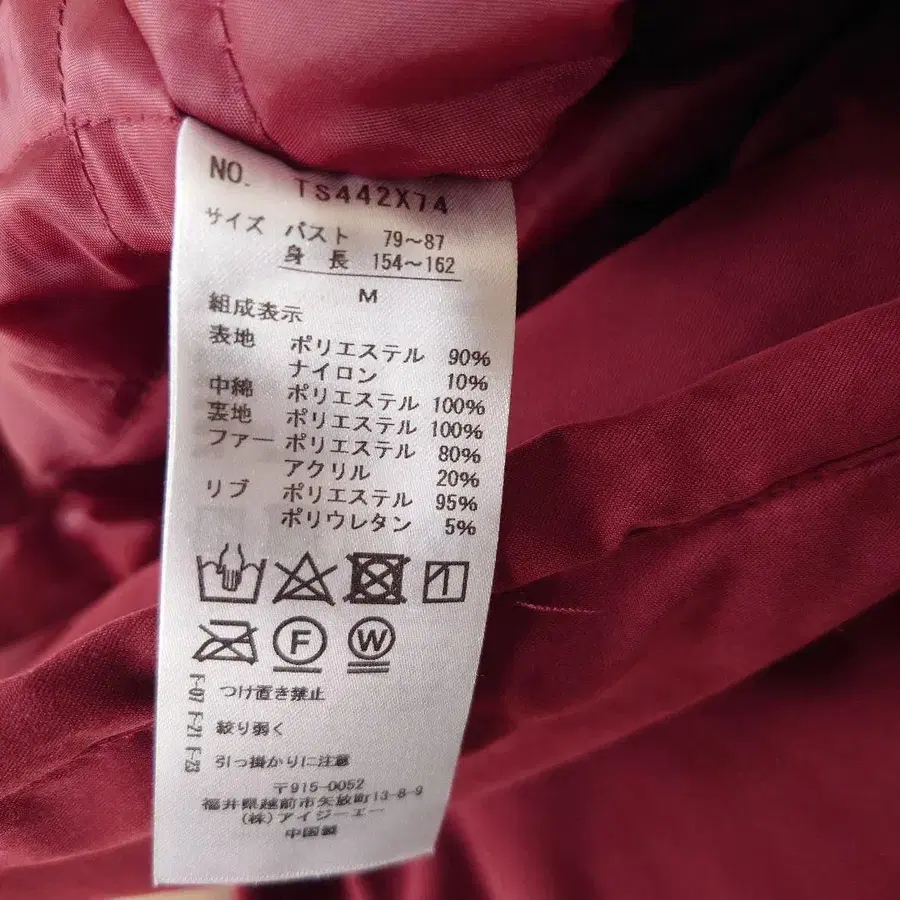 NO. TS442X74
サイズ バスト 79～87
身 長 154～162
M
組成表示
表地 ポリエステル 90%
ナイロン 10%
中綿 ポリエステル 100%
裏地 ポリエステル 100%
ファー ポリエステル 80%
アクリル 20%
リブ ポリエステル 95%
ポリウレタン 5%
F
W
つけ置き禁止
絞り弱く
引っ掛かりに注意
F-07 F-21 F-23
〒915-0052
福井県越前市矢放町13-8-9
(株)アイジーエー
中国製